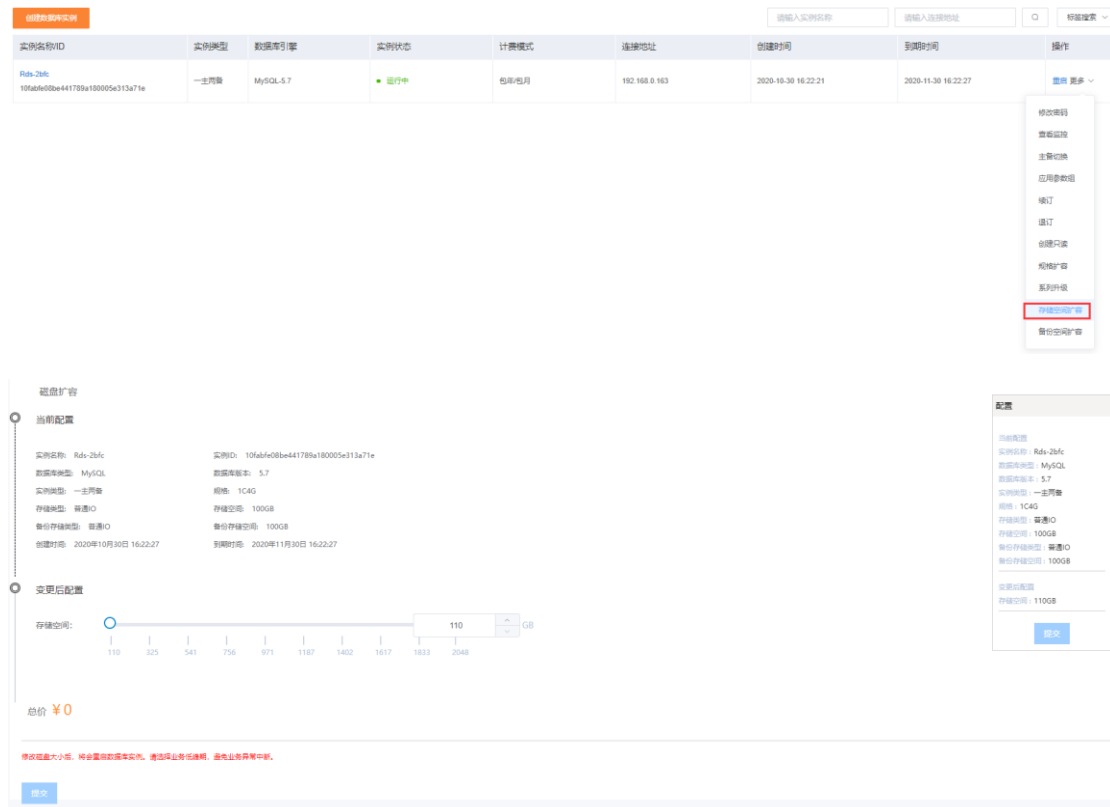 创建数据库实例
请输入实例名称
请输入连接地址
标签搜索
实例名称/ID 实例类型 数据库引擎 实例状态 计费模式 连接地址 创建时间 到期时间 操作
Rds-2bfc
10fabfe08be441789a180005e313a71e
一主两备 MySQL-5.7 运行中 包年/包月 192.168.0.163 2020-10-30 16:22:21 2020-11-30 16:22:27 重启 更多
修改密码
查看监控
主备切换
应用参数组
续订
退订
创建只读
规格扩容
系列升级
存储空间扩容
备份空间扩容
磁盘扩容
当前配置
实例名称: Rds-2bfc 实例ID: 10fabfe08be441789a180005e313a71e
数据库类型: MySQL 数据库版本: 5.7
实例类型: 一主两备 规格: 1C4G
存储类型: 普通IO 存储空间: 100GB
备份存储类型: 普通IO 备份存储空间: 100GB
创建时间: 2020年10月30日 16:22:27 到期时间: 2020年11月30日 16:22:27
变更后配置
存储空间: 110 GB
110 325 541 756 971 1187 1402 1617 1833 2048
总价 ¥0
修改磁盘大小后，将会重启数据库实例。请选择业务低峰期，避免业务异常中断。
提交
配置
当前配置
实例名称：Rds-2bfc
数据库类型：MySQL
数据库版本：5.7
实例类型：一主两备
规格：1C4G
存储类型：普通IO
存储空间：100GB
备份存储类型：普通IO
备份存储空间：100GB
变更后配置
存储空间：110GB
提交